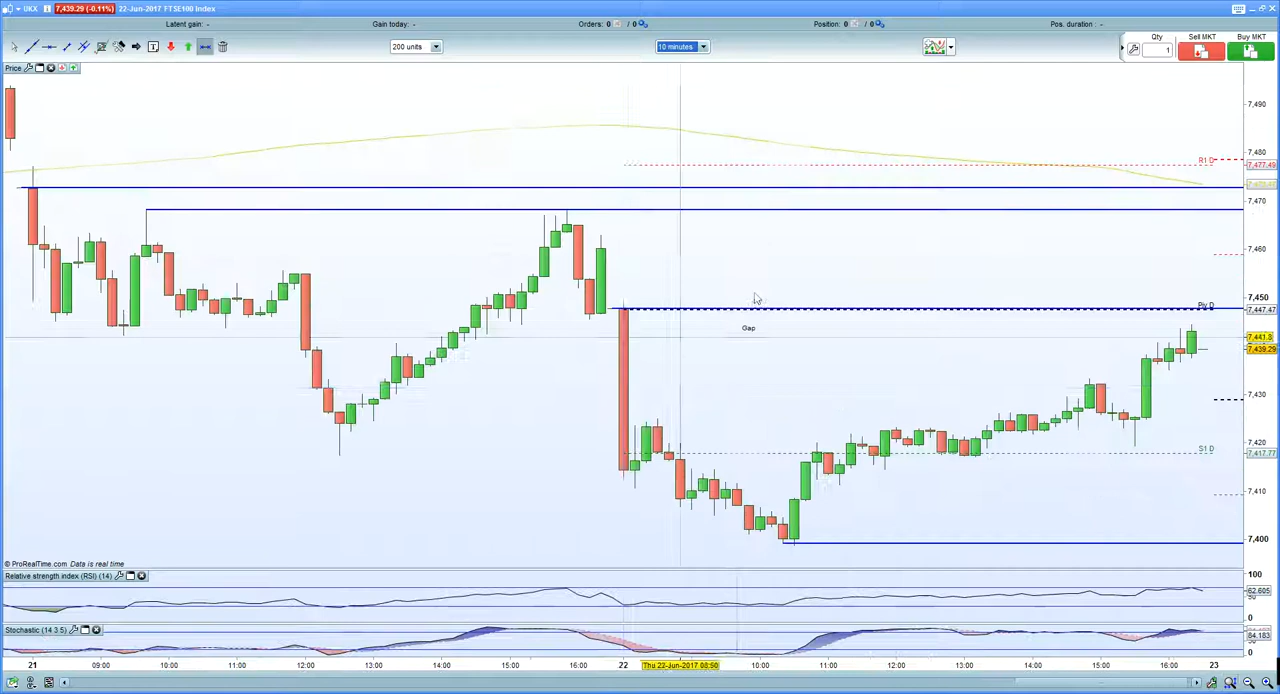 UKX 7,439.29 (-0.11%) 22-Jun-2017 FTSE100 Index
Latent gain: - Gain today: - Orders: 0 / 0 Position: 0 / 0 Pos. duration : -
200 units 10 minutes Qty Sell MKT Buy MKT
1
Price
7,490
7,480
R1 D
7,477.49
7,470
7,460
7,450
Piv D
7,447.47
Gap
7,441.3
7,439.29
7,430
7,420
S1 D
7,417.77
7,410
7,400
© ProRealTime.com Data is real time
Relative strength index (RSI) (14)
100
62.605
0
Stochastic (14 3 5)
84.183
0
21 09:00 10:00 11:00 12:00 13:00 14:00 15:00 16:00 22 Thu 22-Jun-2017 08:50 10:00 11:00 12:00 13:00 14:00 15:00 16:00 23